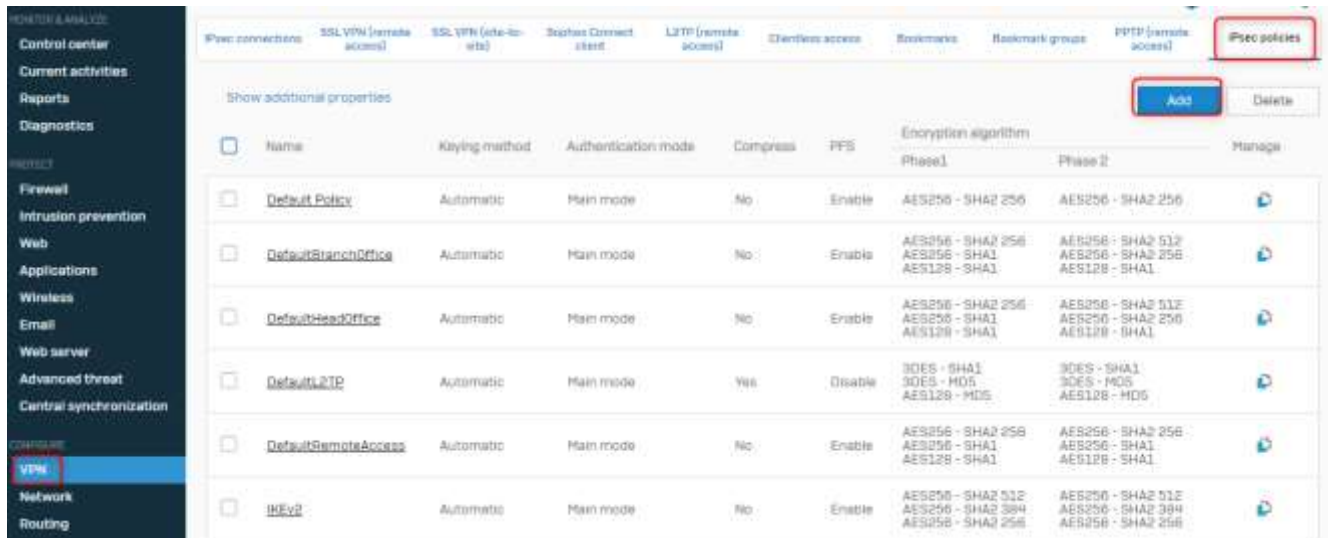 MONITOR & ANALYZE
Control center
Current activities
Reports
Diagnostics
PROTECT
Firewall
Intrusion prevention
Web
Applications
Wireless
Email
Web server
Advanced threat
Central synchronization
CONFIGURE
VPN
Network
Routing
IPsec connections
SSL VPN (remote access)
SSL VPN (site-to-site)
Sophos Connect client
L2TP (remote access)
Clientless access
Bookmarks
Bookmark groups
PPTP (remote access)
IPsec policies
Show additional properties
Add
Delete
Name Keying method Authentication mode Compress PFS Encryption algorithm Manage
Phase1 Phase 2
Default Policy Automatic Main mode No Enable AES256 - SHA2 256 AES256 - SHA2 256
AES256 - SHA2 256 AES256 - SHA2 512
DefaultBranchOffice Automatic Main mode No Enable AES256 - SHA1 AES256 - SHA2 256
AES128 - SHA1 AES128 - SHA1
AES256 - SHA2 256 AES256 - SHA2 512
DefaultHeadOffice Automatic Main mode No Enable AES256 - SHA1 AES256 - SHA2 256
AES128 - SHA1 AES128 - SHA1
3DES - SHA1 3DES - SHA1
DefaultL2TP Automatic Main mode Yes Disable 3DES - MD5 3DES - MD5
AES128 - MD5 AES128 - MD5
AES256 - SHA2 256 AES256 - SHA2 256
DefaultRemoteAccess Automatic Main mode No Enable AES256 - SHA1 AES256 - SHA1
AES128 - SHA1 AES128 - SHA1
AES256 - SHA2 512 AES256 - SHA2 512
IKEv2 Automatic Main mode No Enable AES256 - SHA2 384 AES256 - SHA2 384
AES256 - SHA2 256 AES256 - SHA2 256